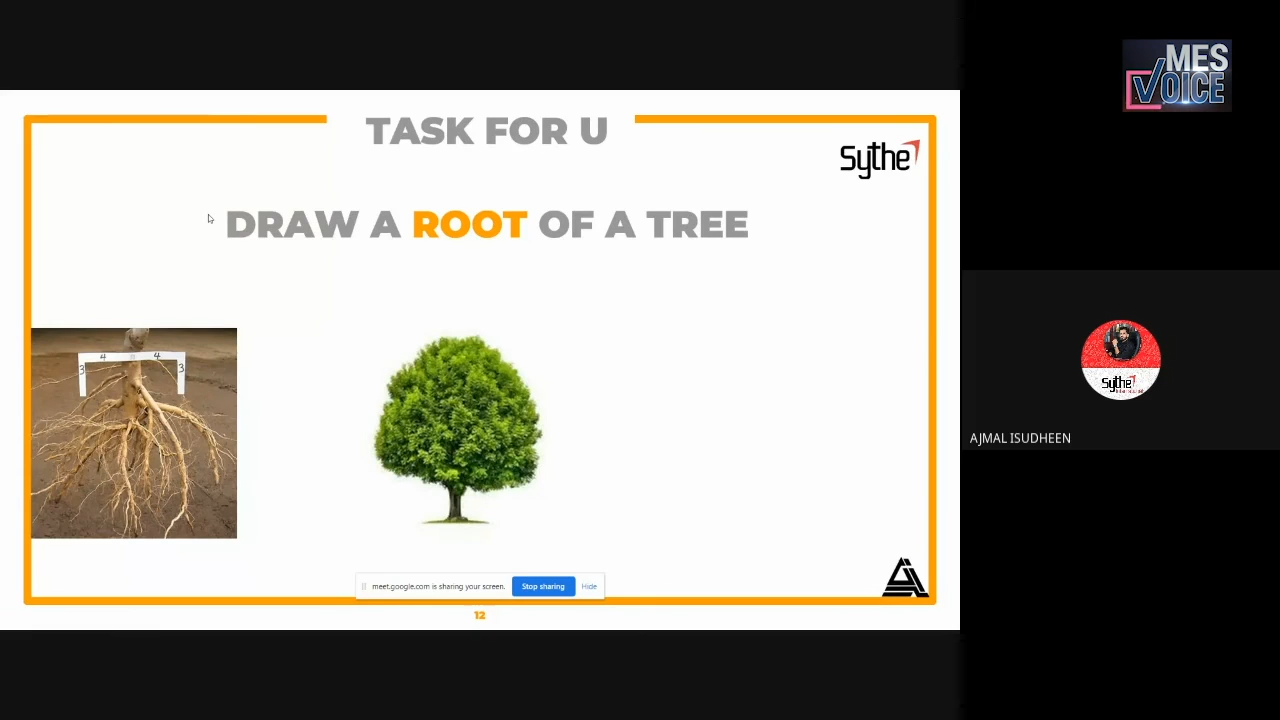 MES
VOICE
TASK FOR U
Sythe
DRAW A ROOT OF A TREE
4 4
3 3
meet.google.com is sharing your screen. Stop sharing Hide
12
Sythe
AJMAL ISUDHEEN